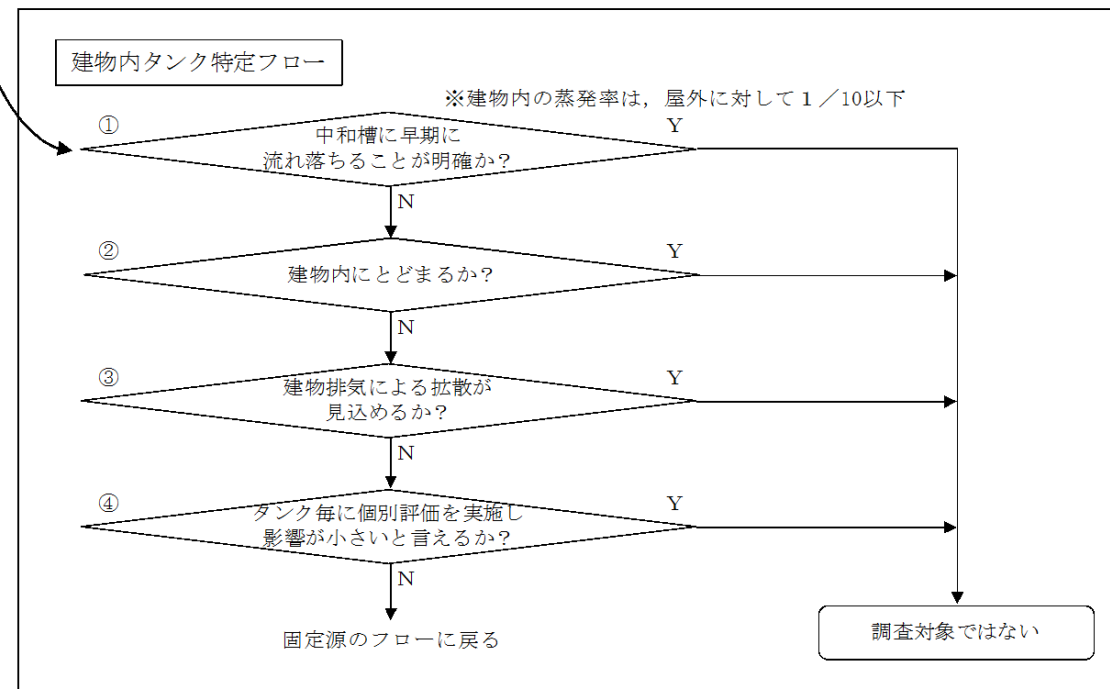 建物内タンク特定フロー
※建物内の蒸発率は，屋外に対して１／10以下
①
Y
中和槽に早期に
流れ落ちることが明確か？
N
②
Y
建物内にとどまるか？
N
③
Y
建物排気による拡散が
見込めるか？
N
④
Y
タンク毎に個別評価を実施し
影響が小さいと言えるか？
N
固定源のフローに戻る
調査対象ではない